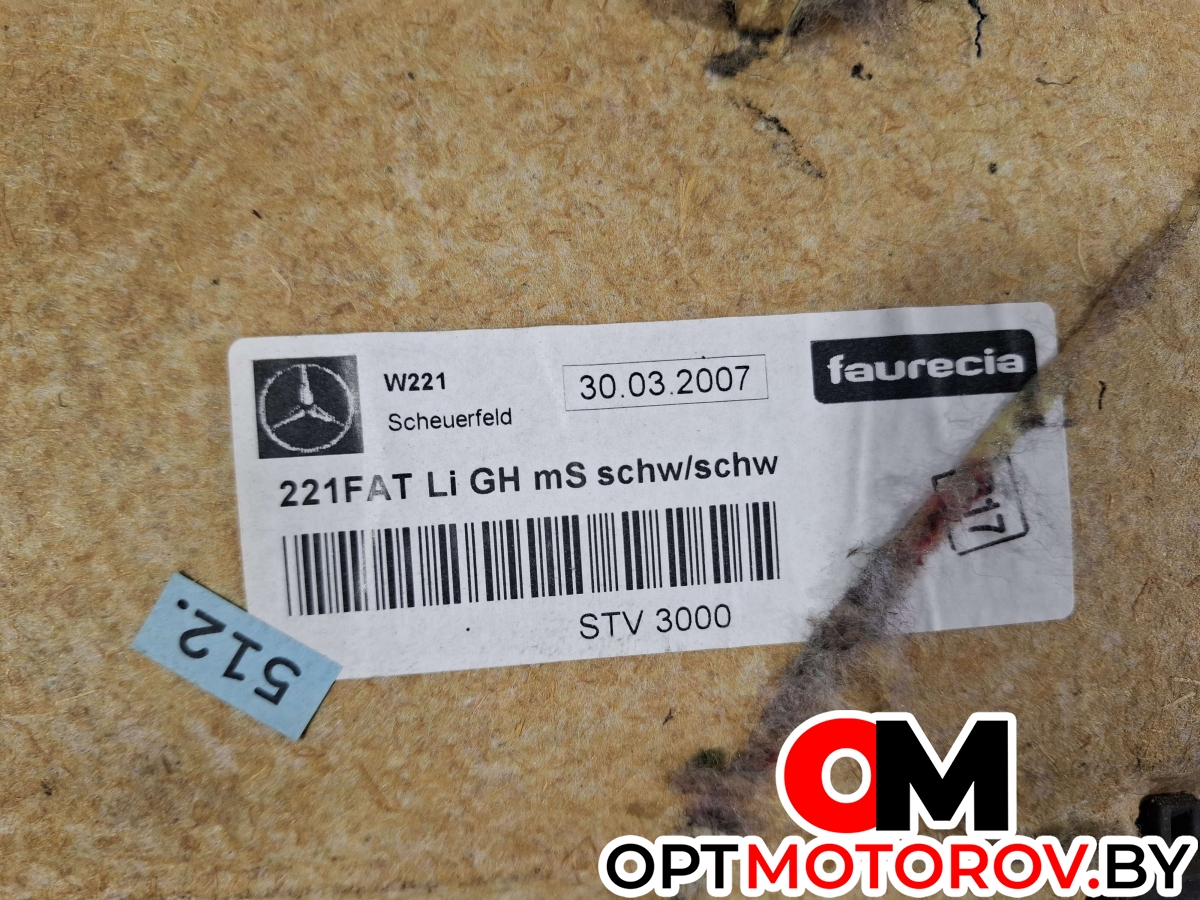 W221
Scheuerfeld
30.03.2007
faurecia
221FAT Li GH mS schw/schw
STV 3000
512.
OM
OPTMOTOROV.BY